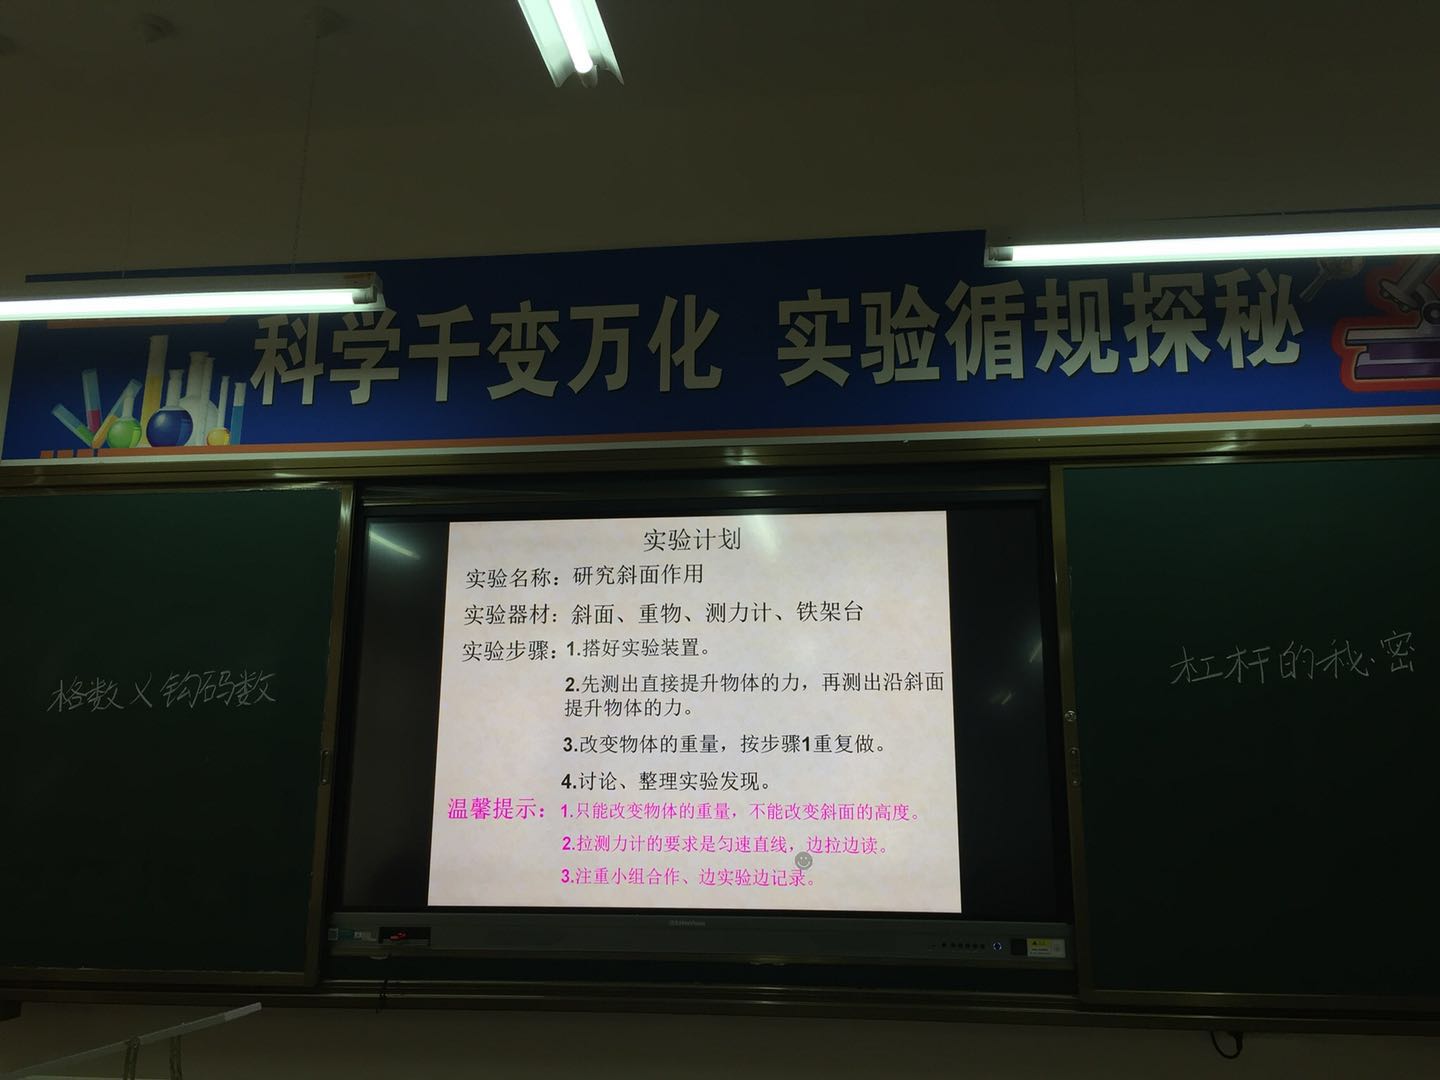 科学千变万化 实验循规探秘
格数×钩码数
实验计划
实验名称：研究斜面作用
实验器材：斜面、重物、测力计、铁架台
实验步骤：1.搭好实验装置。
2.先测出直接提升物体的力，再测出沿斜面
提升物体的力。
3.改变物体的重量，按步骤1重复做。
4.讨论、整理实验发现。
温馨提示：1.只能改变物体的重量，不能改变斜面的高度。
2.拉测力计的要求是匀速直线，边拉边读。
3.注重小组合作、边实验边记录。
杠杆的秘密